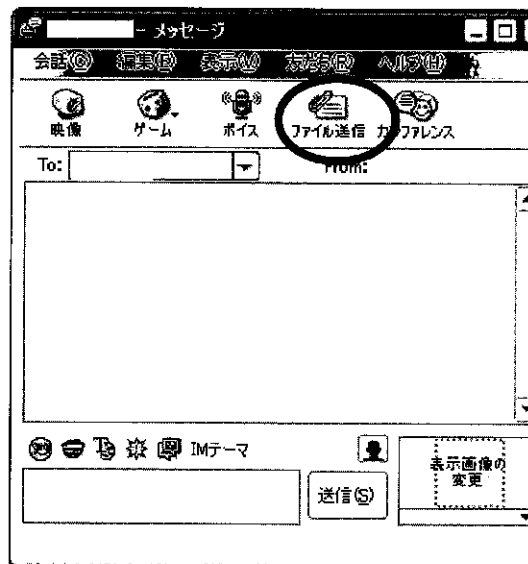 - メッセージ
会話(C) 編集(E) 表示(V) 友だち(R) ヘルプ(H)
映像 ゲーム ボイス ファイル送信 カンファレンス
To: From:
IMテーマ
表示画像の
変更
送信(S)